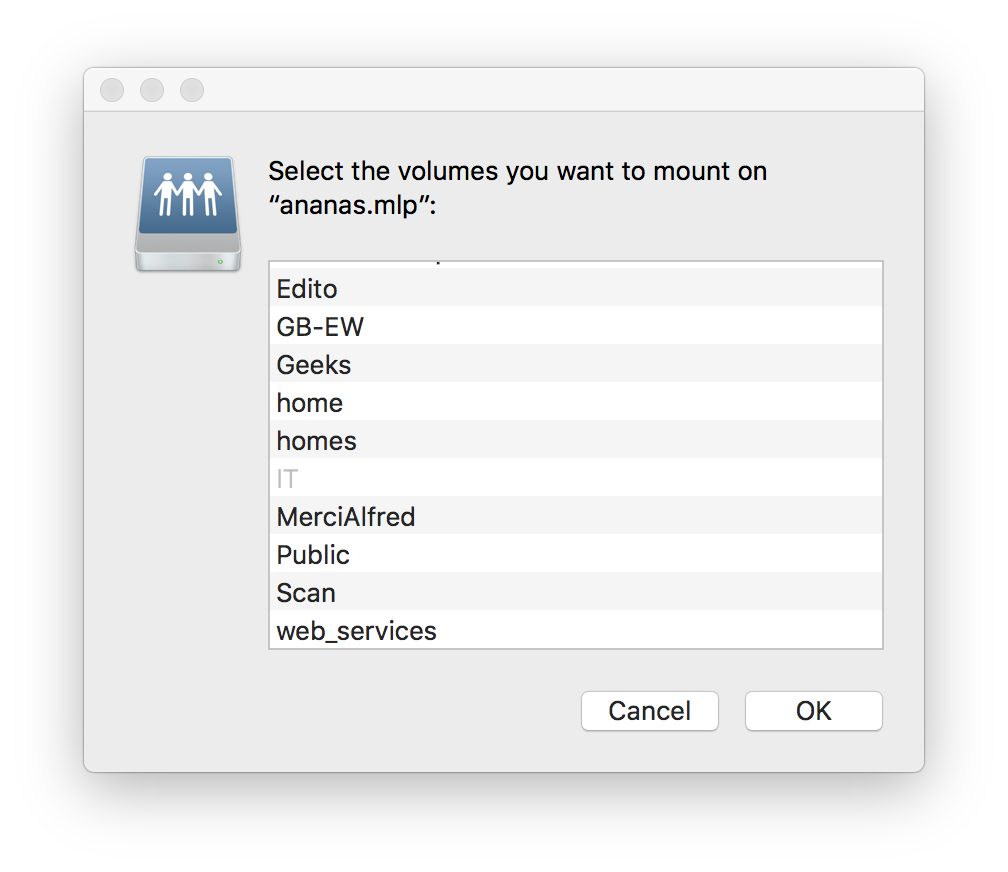 Select the volumes you want to mount on
“ananas.mlp”:
Edito
GB-EW
Geeks
home
homes
IT
MerciAlfred
Public
Scan
web_services
Cancel
OK